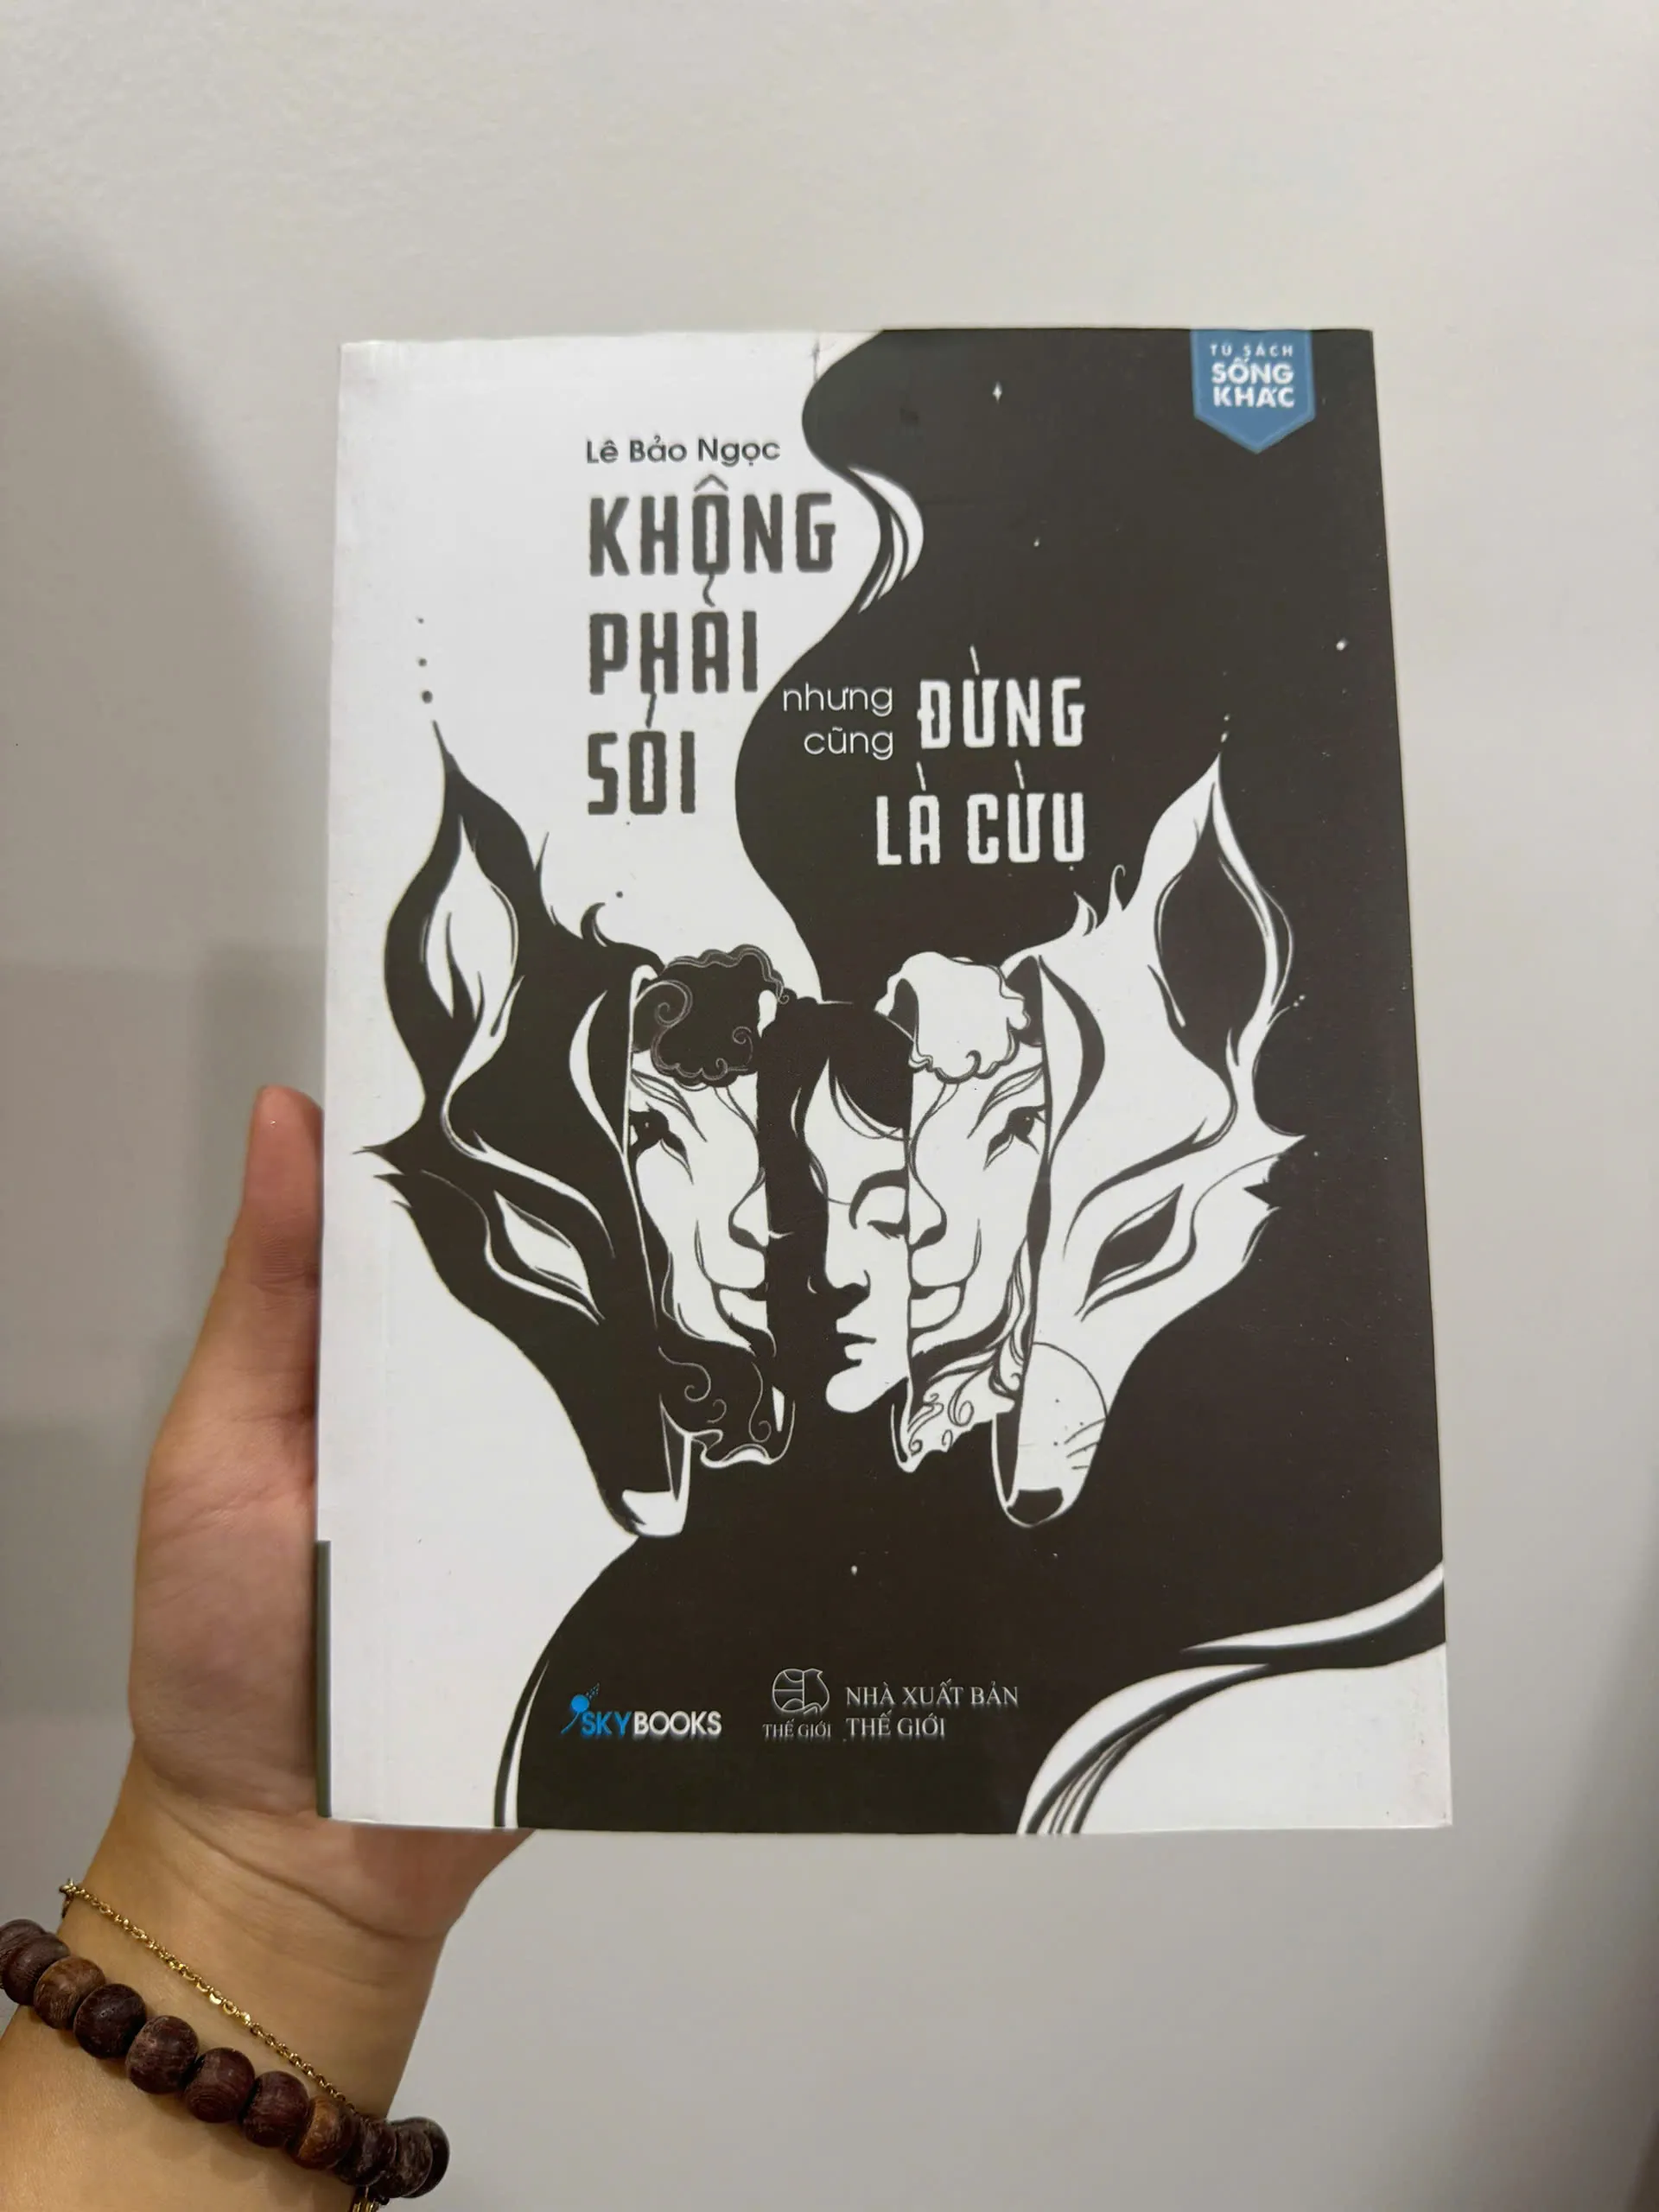 TỦ SÁCH
SỐNG
KHÁC
Lê Bảo Ngọc
KHÔNG
PHẢI
SÓI
nhưng
cũng
ĐỪNG
LÀ CỪU
SKYBOOKS
THẾ GIỚI
NHÀ XUẤT BẢN
THẾ GIỚI